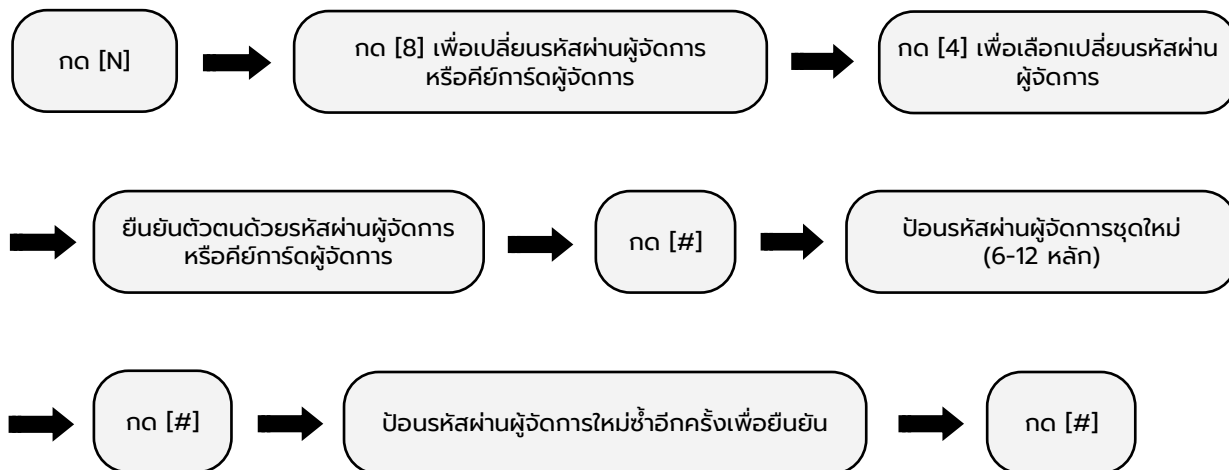 กด [N]
กด [8] เพื่อเปลี่ยนรหัสผ่านผู้จัดการ
หรือคีย์การ์ดผู้จัดการ
กด [4] เพื่อเลือกเปลี่ยนรหัสผ่าน
ผู้จัดการ
ยืนยันตัวตนด้วยรหัสผ่านผู้จัดการ
หรือคีย์การ์ดผู้จัดการ
กด [#]
ป้อนรหัสผ่านผู้จัดการชุดใหม่
(6-12 หลัก)
กด [#]
ป้อนรหัสผ่านผู้จัดการใหม่ซ้ำอีกครั้งเพื่อยืนยัน
กด [#]